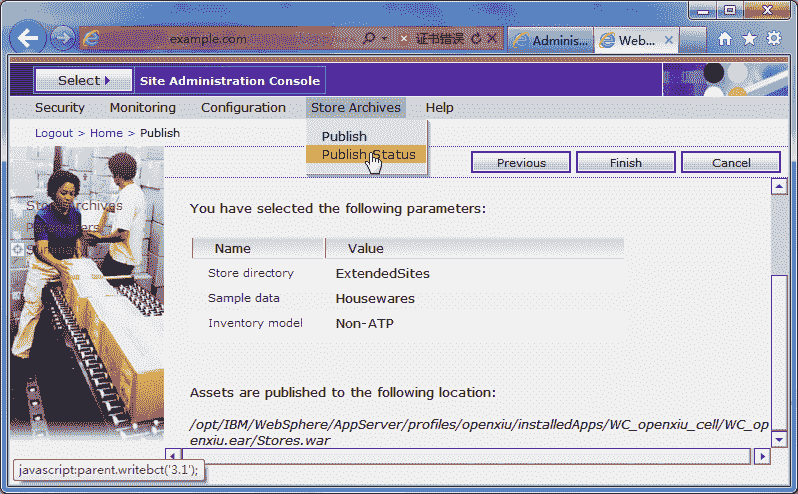 example.com
证书错误
Adminis...
Web...
Select
Site Administration Console
Security Monitoring Configuration Store Archives Help
Logout > Home > Publish
Publish
Publish Status
Previous Finish Cancel
Store Archives
Parameters
Summary
You have selected the following parameters:
Name Value
Store directory ExtendedSites
Sample data Housewares
Inventory model Non-ATP
Assets are published to the following location:
/opt/IBM/WebSphere/AppServer/profiles/openxiu/installedApps/WC_openxiu_cell/WC_op
enxiu.ear/Stores.war
javascript:parent.writebct('3.1');